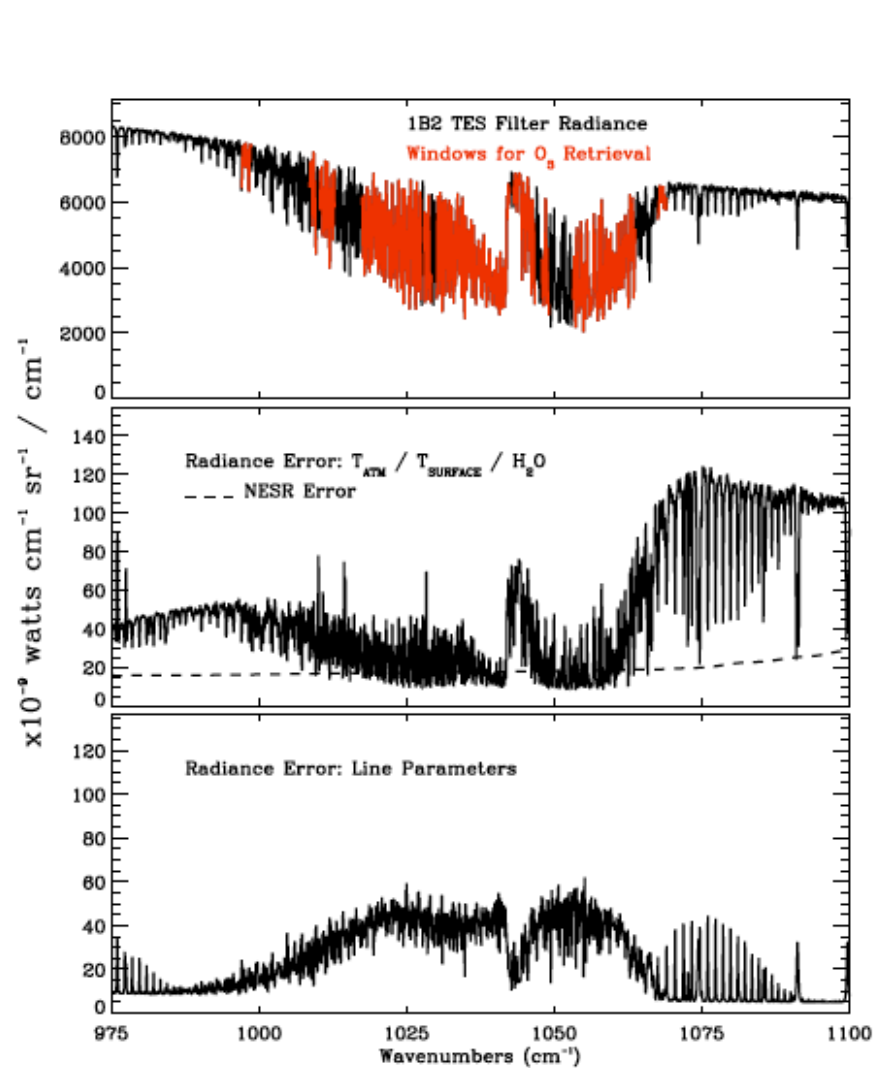 1B2 TES Filter Radiance
Windows for O₃ Retrieval
8000
6000
4000
2000
0
Radiance Error: T_ATM / T_SURFACE / H₂O
--- NESR Error
140
120
100
80
60
40
20
0
x10⁻⁹ watts cm⁻¹ sr⁻¹ / cm⁻¹
Radiance Error: Line Parameters
120
100
80
60
40
20
0
975 1000 1025 1050 1075 1100
Wavenumbers (cm⁻¹)